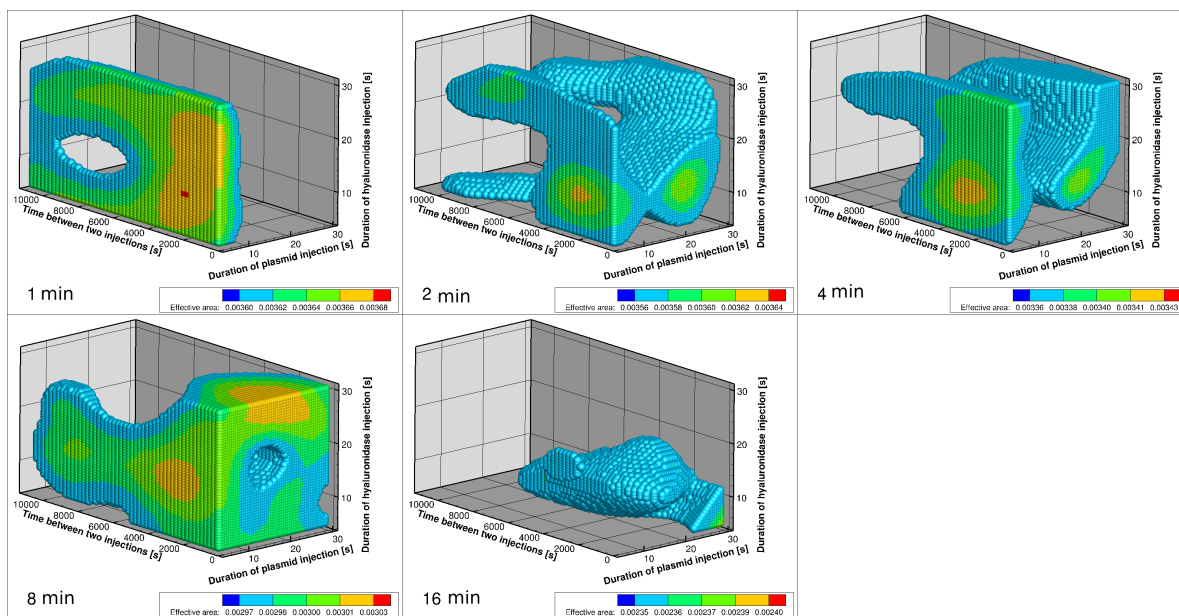 30
20
10
Duration of hyaluronidase injection [s]
10000
8000
6000
4000
2000
0
Time between two injections [s]
10
20
30
Duration of plasmid injection [s]
1 min
Effective area: 0.00360 0.00362 0.00364 0.00366 0.00368
30
20
10
Duration of hyaluronidase injection [s]
10000
8000
6000
4000
2000
0
Time between two injections [s]
10
20
30
Duration of plasmid injection [s]
2 min
Effective area: 0.00356 0.00358 0.00360 0.00362 0.00364
30
20
10
Duration of hyaluronidase injection [s]
10000
8000
6000
4000
2000
0
Time between two injections [s]
10
20
30
Duration of plasmid injection [s]
4 min
Effective area: 0.00336 0.00338 0.00340 0.00341 0.00343
30
20
10
Duration of hyaluronidase injection [s]
10000
8000
6000
4000
2000
0
Time between two injections [s]
10
20
30
Duration of plasmid injection [s]
8 min
Effective area: 0.00297 0.00298 0.00300 0.00301 0.00303
30
20
10
Duration of hyaluronidase injection [s]
10000
8000
6000
4000
2000
0
Time between two injections [s]
10
20
30
Duration of plasmid injection [s]
16 min
Effective area: 0.00235 0.00236 0.00237 0.00239 0.00240